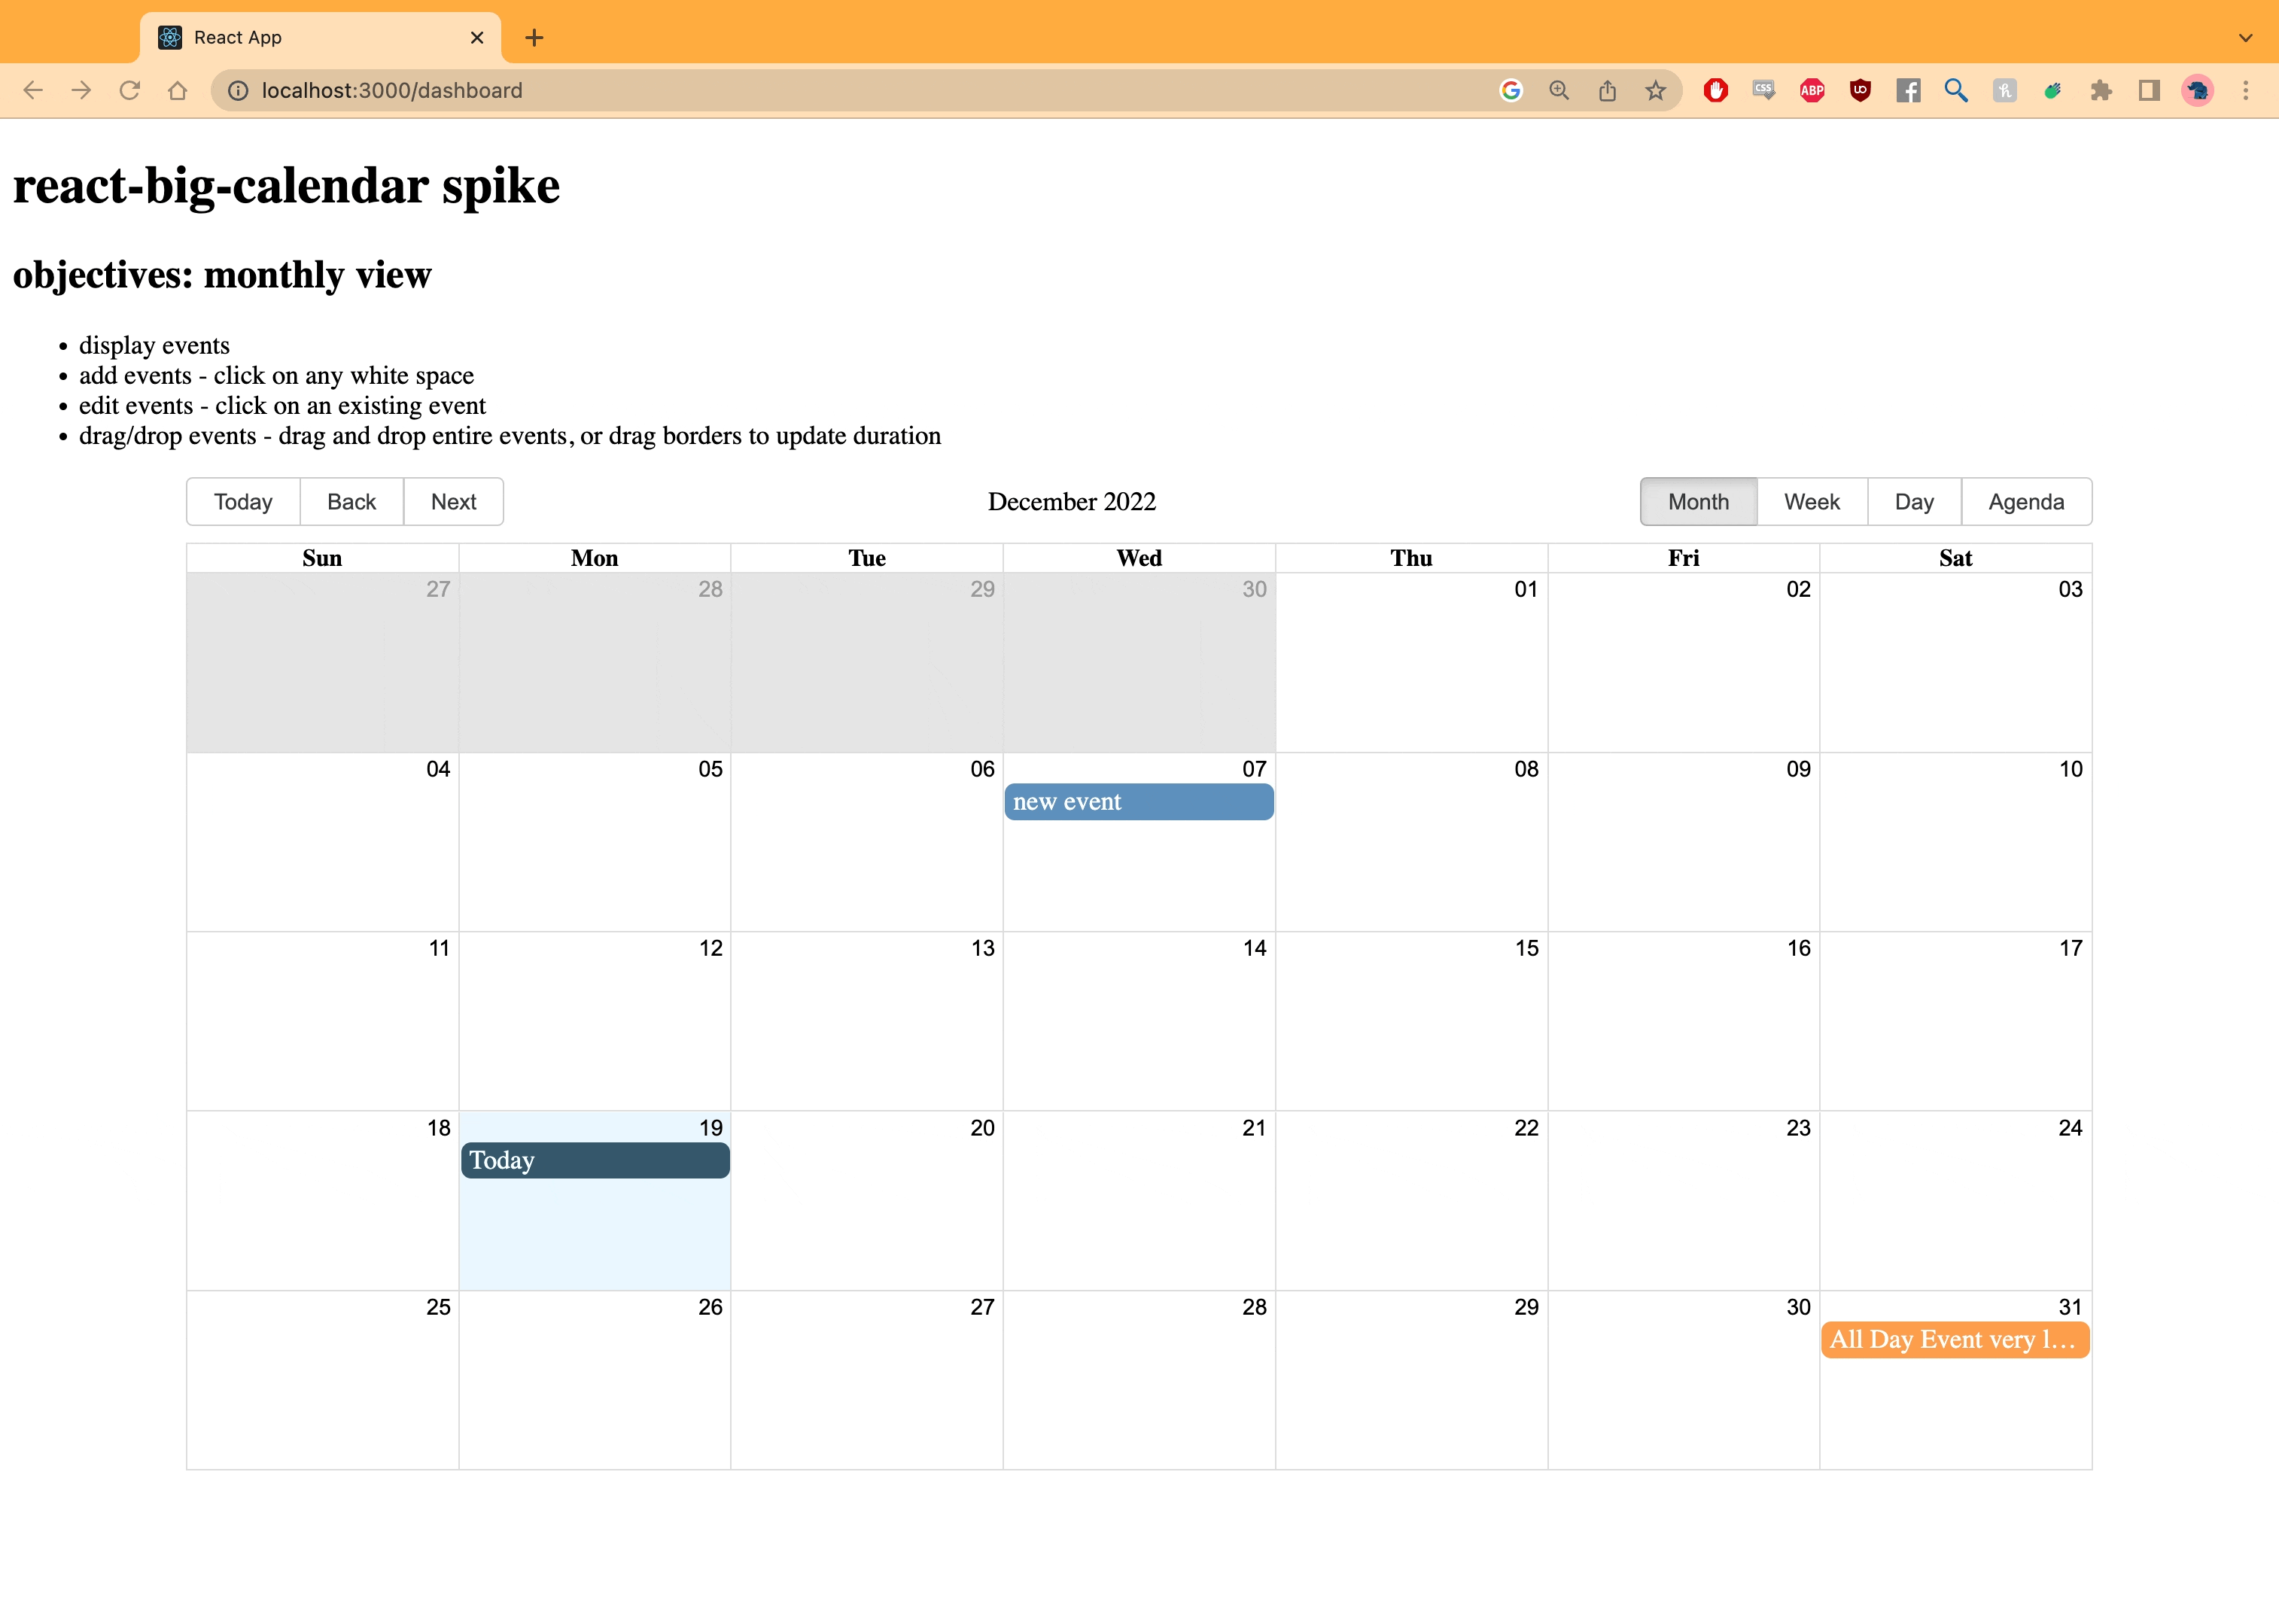 React App
localhost:3000/dashboard
CSS
ABP
react-big-calendar spike
objectives: monthly view
• display events
• add events - click on any white space
• edit events - click on an existing event
• drag/drop events - drag and drop entire events, or drag borders to update duration
Today Back Next December 2022 Month Week Day Agenda
Sun Mon Tue Wed Thu Fri Sat
27 28 29 30 01 02 03
04 05 06 07 08 09 10
new event
11 12 13 14 15 16 17
18 19 20 21 22 23 24
Today
25 26 27 28 29 30 31
All Day Event very l...